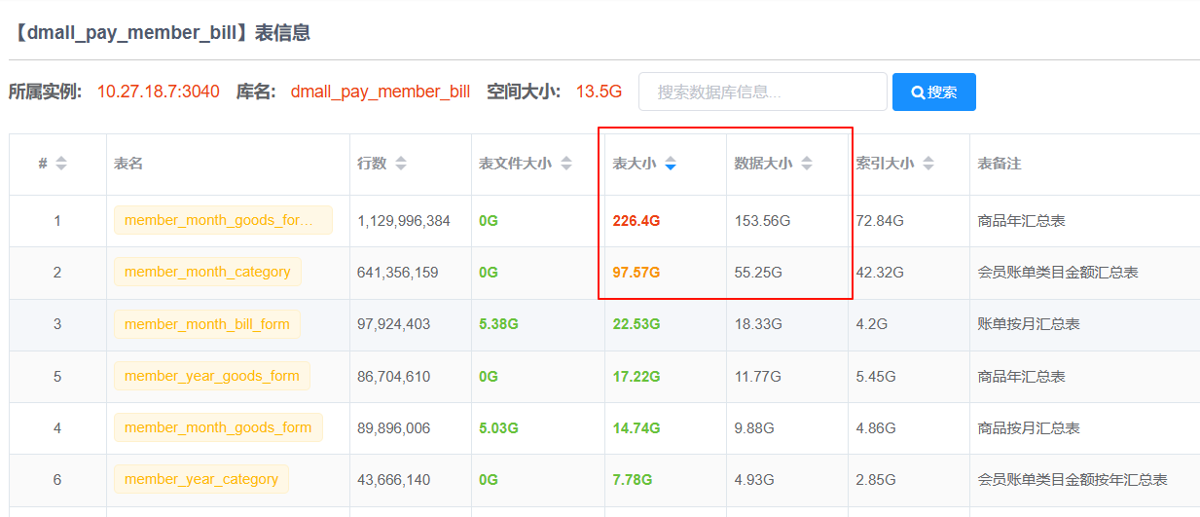 【dmall_pay_member_bill】表信息
所属实例: 10.27.18.7:3040 库名: dmall_pay_member_bill 空间大小: 13.5G 搜索数据库信息... 搜索
# 表名 行数 表文件大小 表大小 数据大小 索引大小 表备注
1 member_month_goods_for... 1,129,996,384 0G 226.4G 153.56G 72.84G 商品年汇总表
2 member_month_category 641,356,159 0G 97.57G 55.25G 42.32G 会员账单类目金额汇总表
3 member_month_bill_form 97,924,403 5.38G 22.53G 18.33G 4.2G 账单按月汇总表
5 member_year_goods_form 86,704,610 0G 17.22G 11.77G 5.45G 商品年汇总表
4 member_month_goods_form 89,896,006 5.03G 14.74G 9.88G 4.86G 商品按月汇总表
6 member_year_category 43,666,140 0G 7.78G 4.93G 2.85G 会员账单类目金额按年汇总表